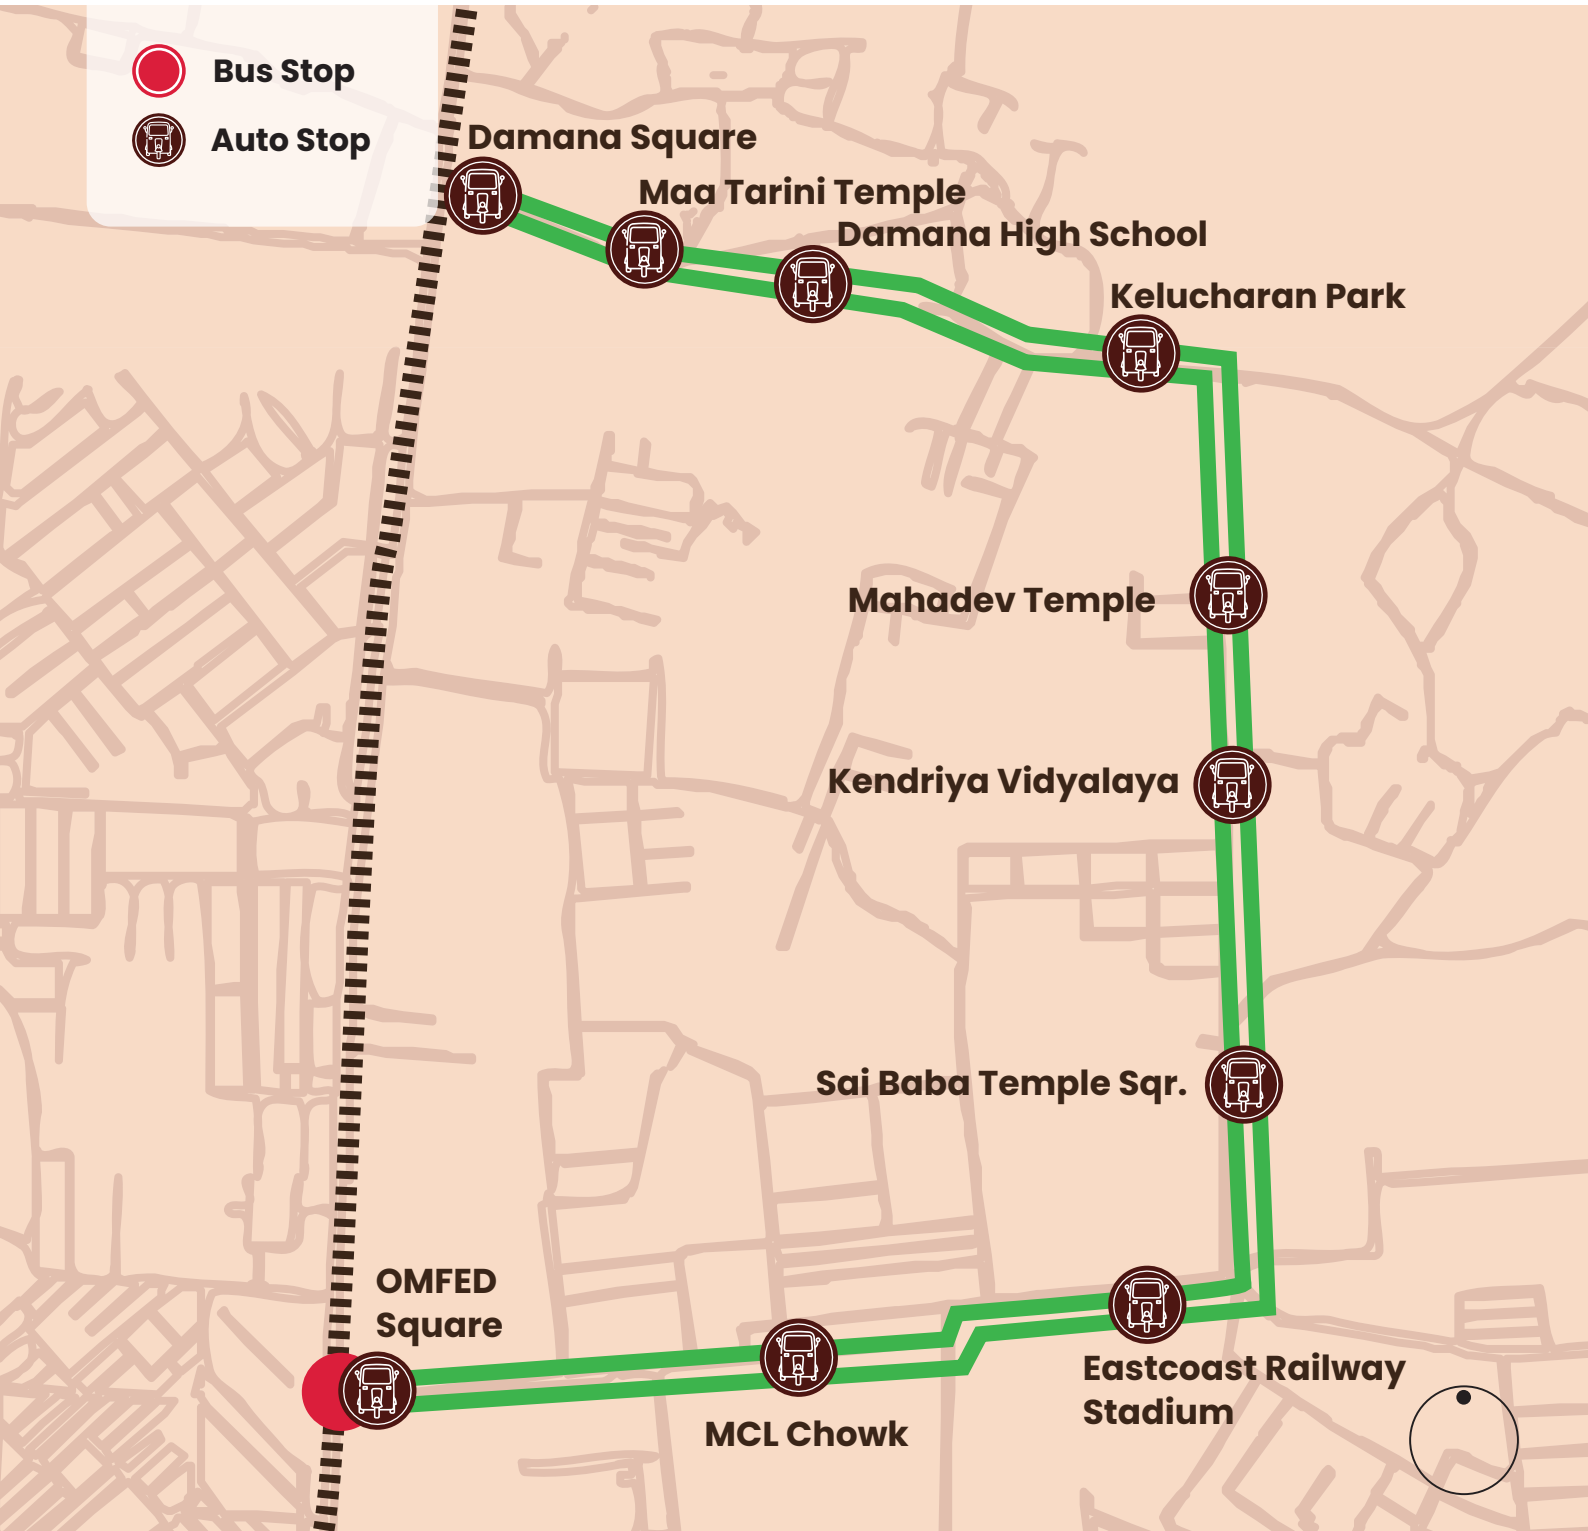 Bus Stop
Auto Stop
Damana Square
Maa Tarini Temple
Damana High School
Kelucharan Park
Mahadev Temple
Kendriya Vidyalaya
Sai Baba Temple Sqr.
OMFED
Square
Eastcoast Railway
Stadium
MCL Chowk